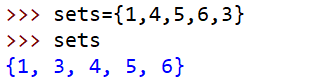 >>> sets={1,4,5,6,3}
>>> sets
{1, 3, 4, 5, 6}